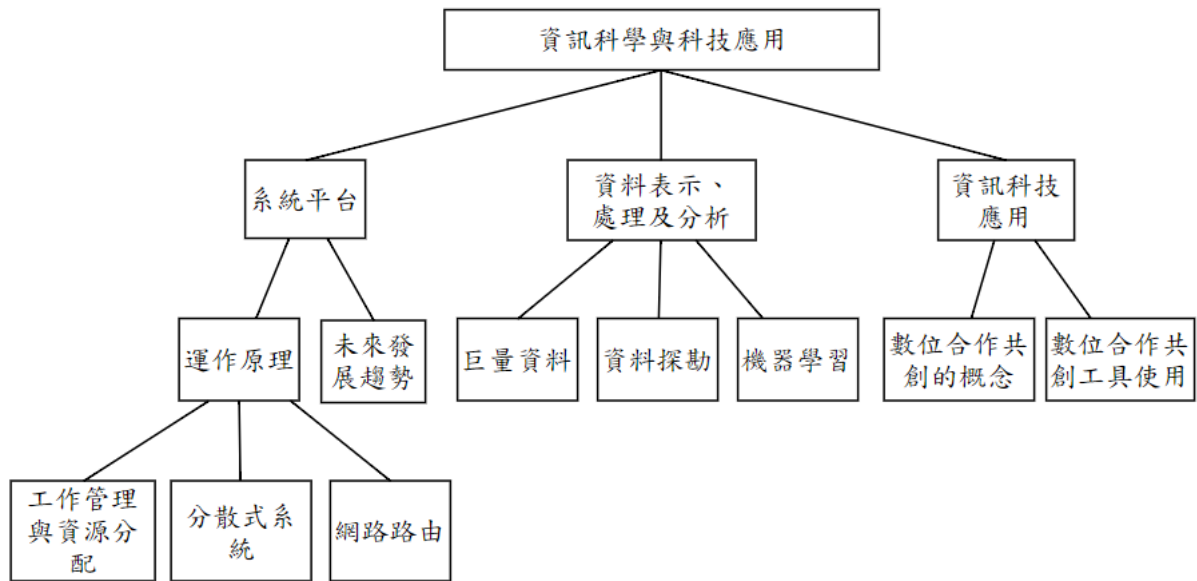 資訊科學與科技應用
系統平台
資料表示、
處理及分析
資訊科技
應用
運作原理
未來發
展趨勢
巨量資料
資料探勘
機器學習
數位合作共
創的概念
數位合作共
創工具使用
工作管理
與資源分
配
分散式系
統
網路路由